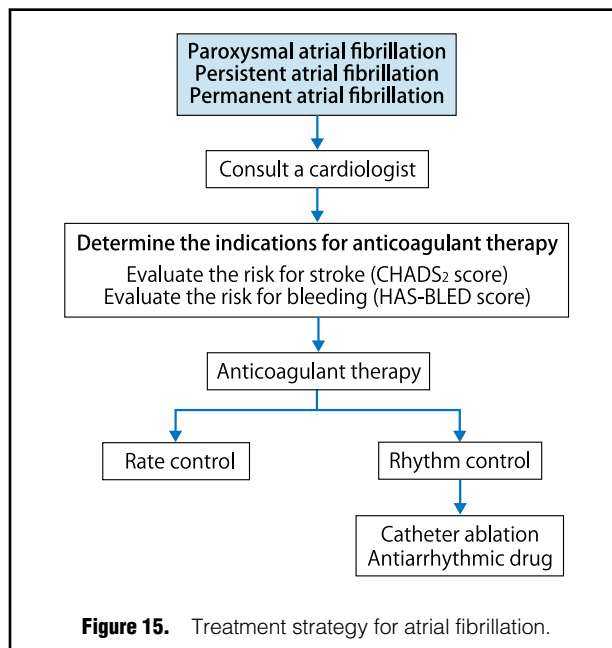 Paroxysmal atrial fibrillation
Persistent atrial fibrillation
Permanent atrial fibrillation
Consult a cardiologist
Determine the indications for anticoagulant therapy
Evaluate the risk for stroke (CHADS₂ score)
Evaluate the risk for bleeding (HAS-BLED score)
Anticoagulant therapy
Rate control
Rhythm control
Catheter ablation
Antiarrhythmic drug
Figure 15. Treatment strategy for atrial fibrillation.